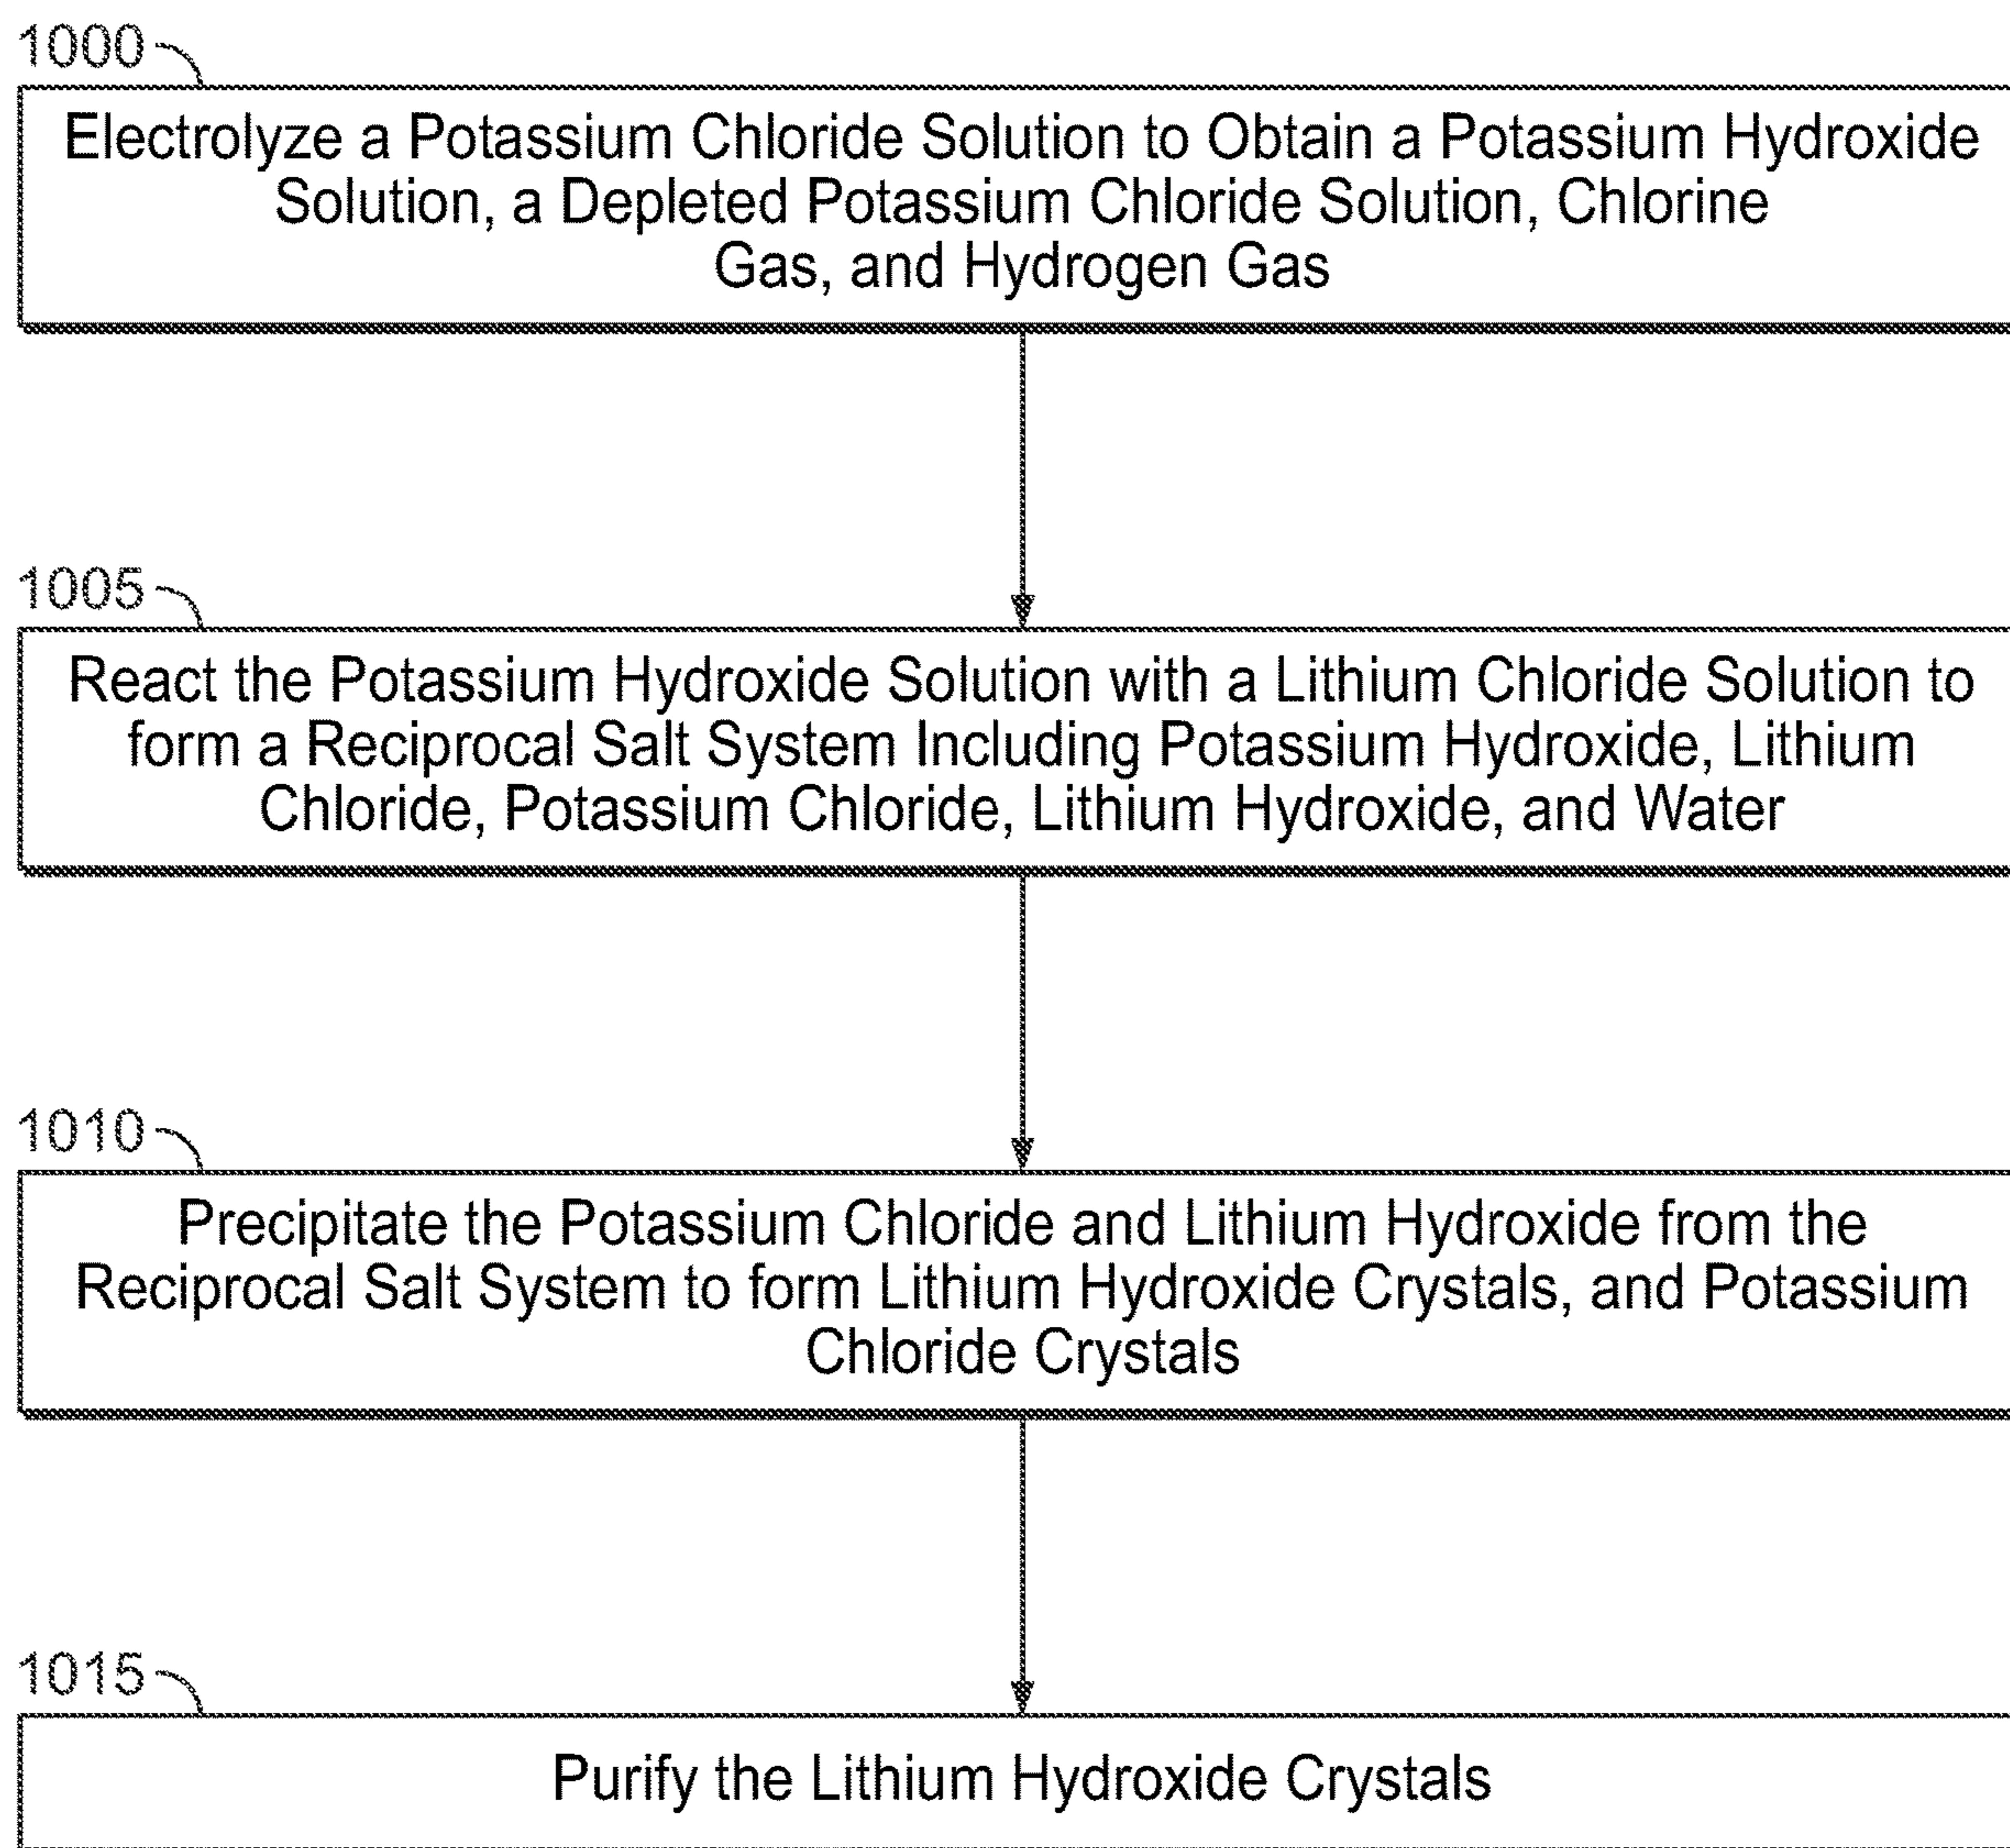 1000
Electrolyze a Potassium Chloride Solution to Obtain a Potassium Hydroxide
Solution, a Depleted Potassium Chloride Solution, Chlorine
Gas, and Hydrogen Gas
1005
React the Potassium Hydroxide Solution with a Lithium Chloride Solution to
form a Reciprocal Salt System Including Potassium Hydroxide, Lithium
Chloride, Potassium Chloride, Lithium Hydroxide, and Water
1010
Precipitate the Potassium Chloride and Lithium Hydroxide from the
Reciprocal Salt System to form Lithium Hydroxide Crystals, and Potassium
Chloride Crystals
1015
Purify the Lithium Hydroxide Crystals